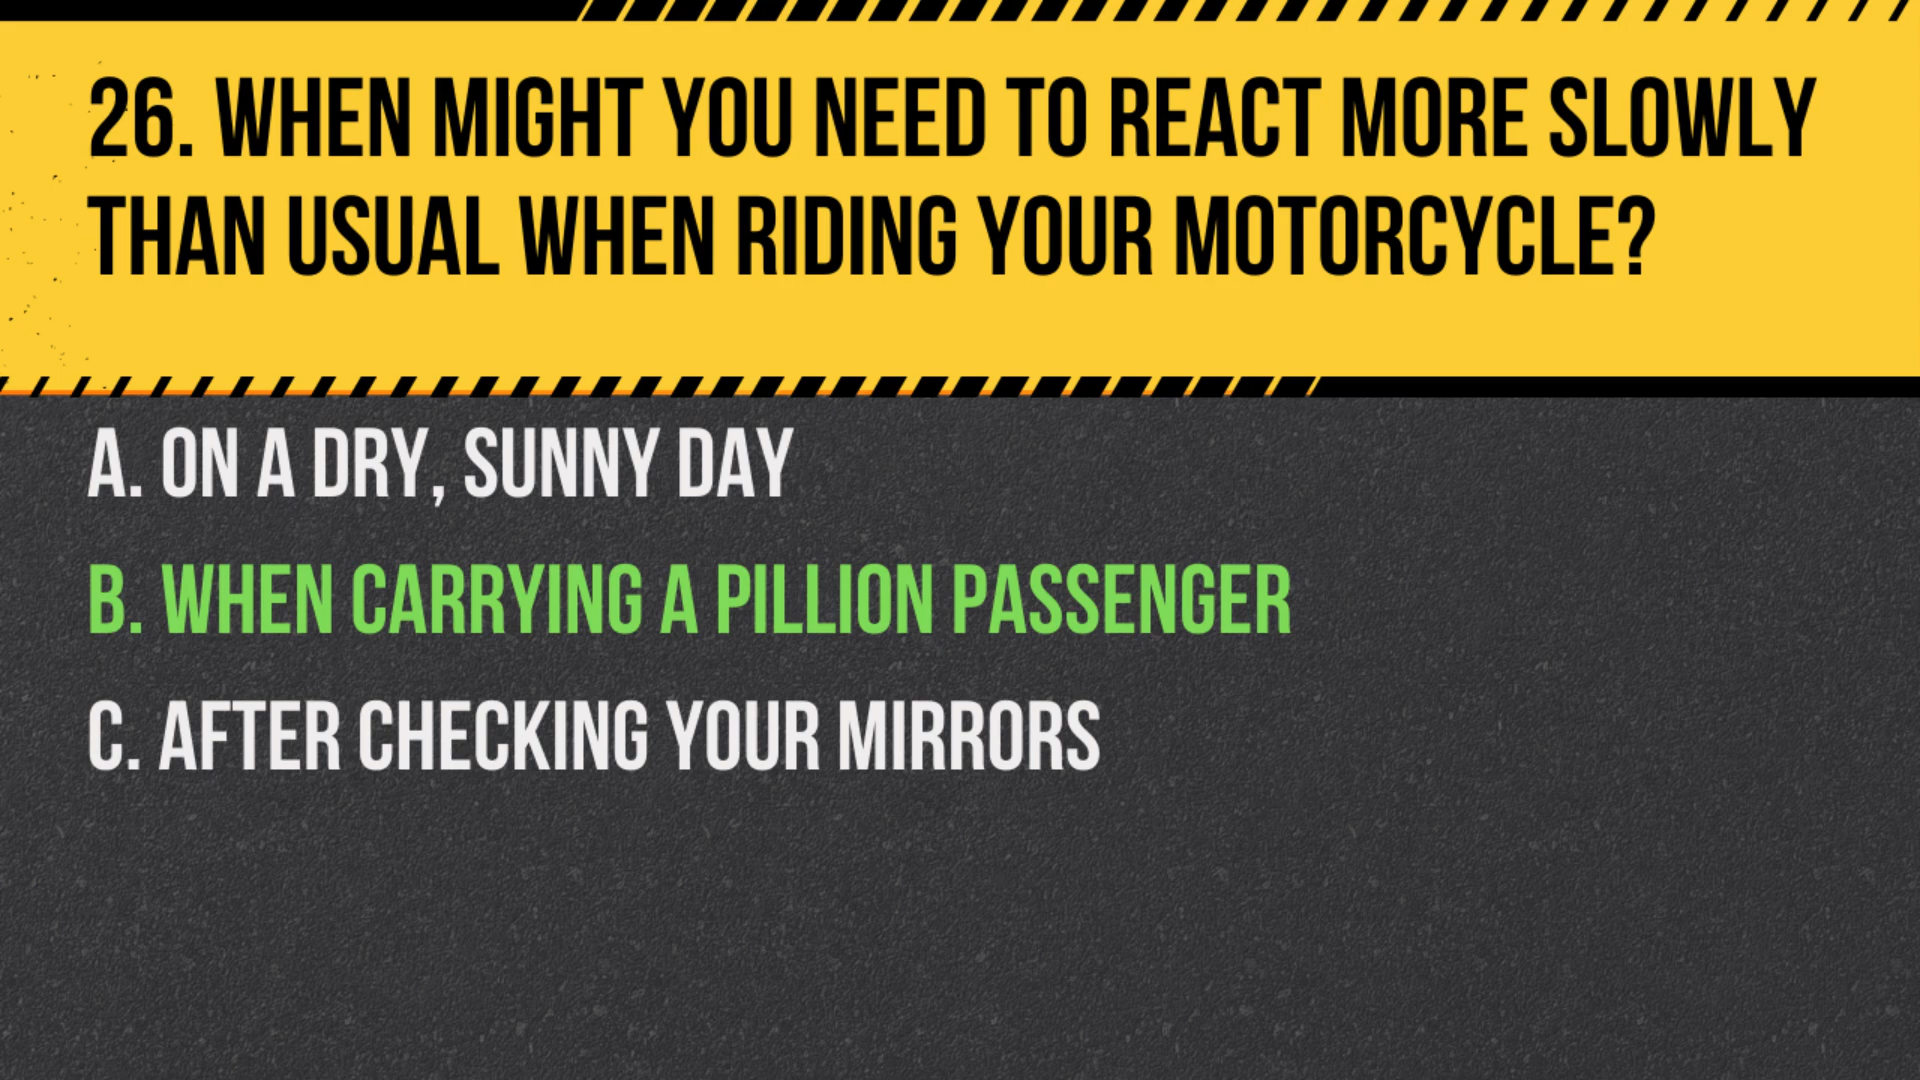 26. WHEN MIGHT YOU NEED TO REACT MORE SLOWLY
THAN USUAL WHEN RIDING YOUR MOTORCYCLE?
A. ON A DRY, SUNNY DAY
B. WHEN CARRYING A PILLION PASSENGER
C. AFTER CHECKING YOUR MIRRORS